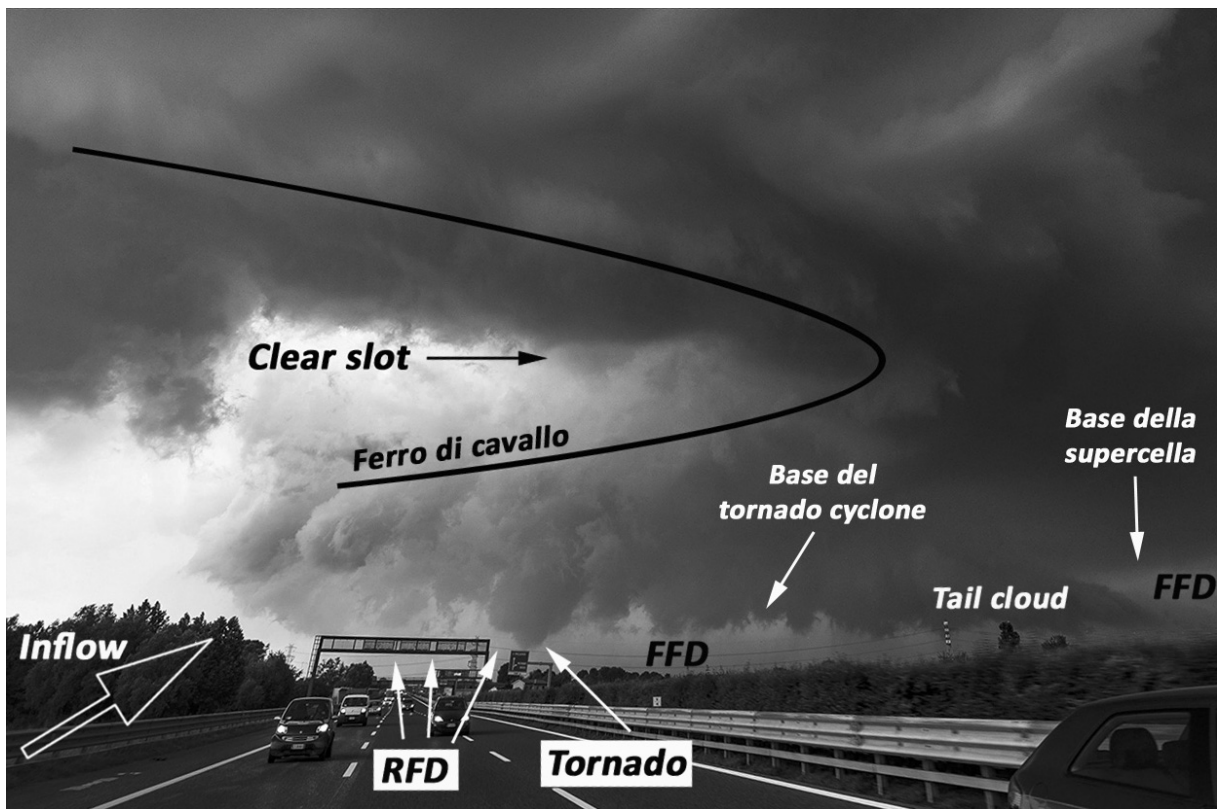 Clear slot
Ferro di cavallo
Base della
supercella
Base del
tornado cyclone
FFD
Tail cloud
Inflow
FFD
RFD
Tornado